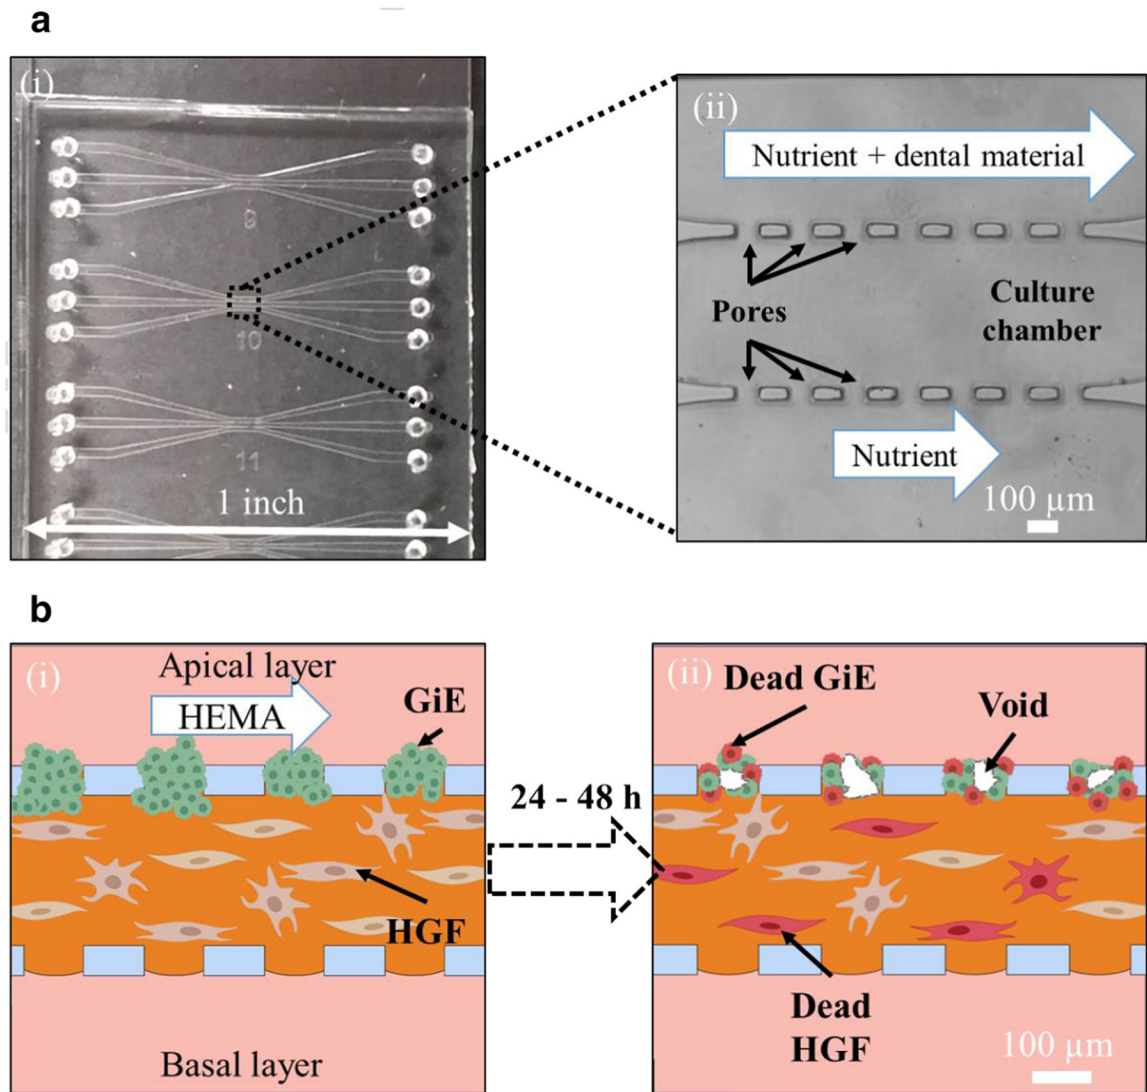 a
(i)
9
10
11
1 inch
(ii)
Nutrient + dental material
Pores
Culture
chamber
Nutrient
100 µm
b
(i)
Apical layer
HEMA
GiE
HGF
Basal layer
24 - 48 h
(ii)
Dead GiE
Void
Dead
HGF
100 µm